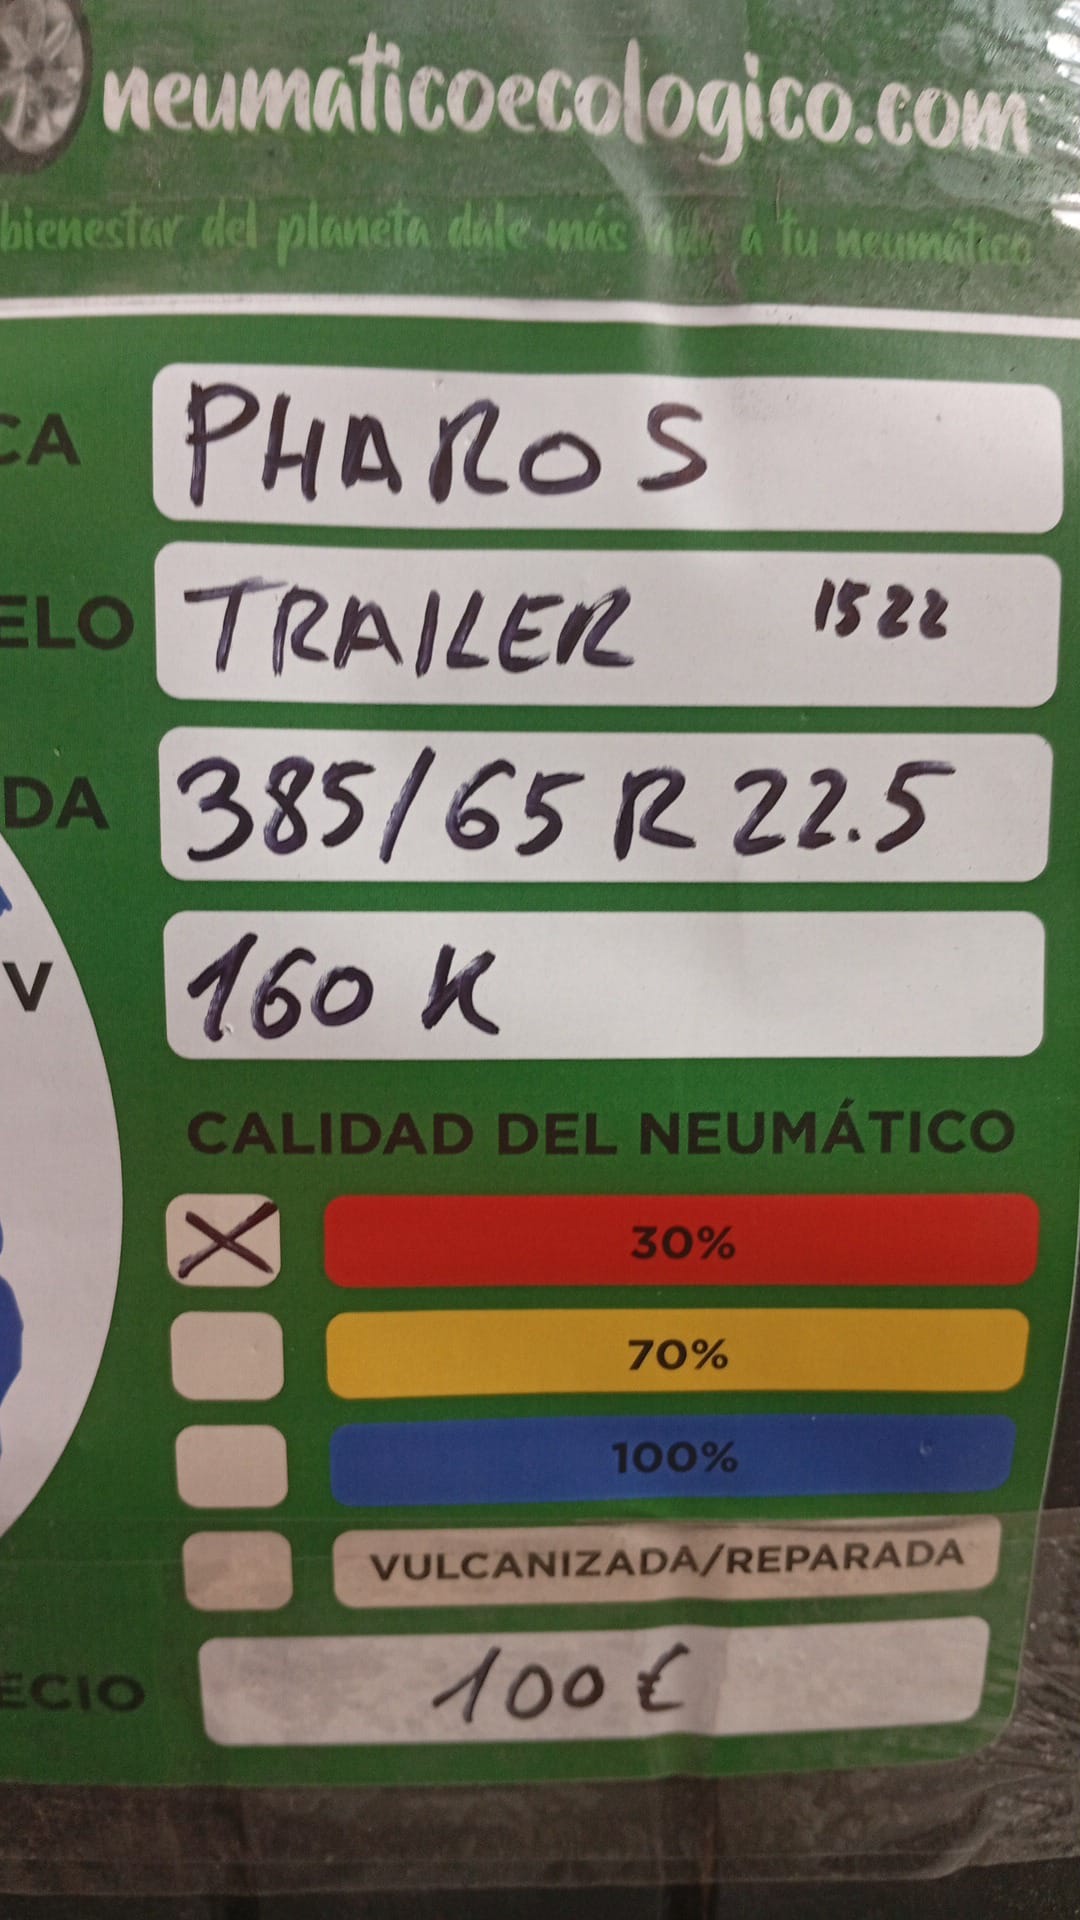 neumaticoecologico.com
bienestar del planeta dale más vida a tu neumático
CA PHAROS
ELO TRAILER 1522
DA 385/65 R 22.5
V 160 K
CALIDAD DEL NEUMÁTICO
X 30%
70%
100%
VULCANIZADA/REPARADA
ECIO 100 €